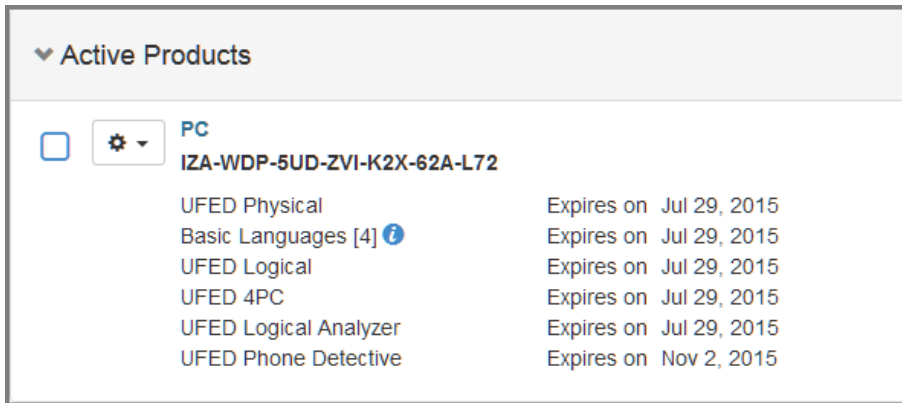 Active Products
PC
IZA-WDP-5UD-ZVI-K2X-62A-L72
UFED Physical Expires on Jul 29, 2015
Basic Languages [4] Expires on Jul 29, 2015
UFED Logical Expires on Jul 29, 2015
UFED 4PC Expires on Jul 29, 2015
UFED Logical Analyzer Expires on Jul 29, 2015
UFED Phone Detective Expires on Nov 2, 2015